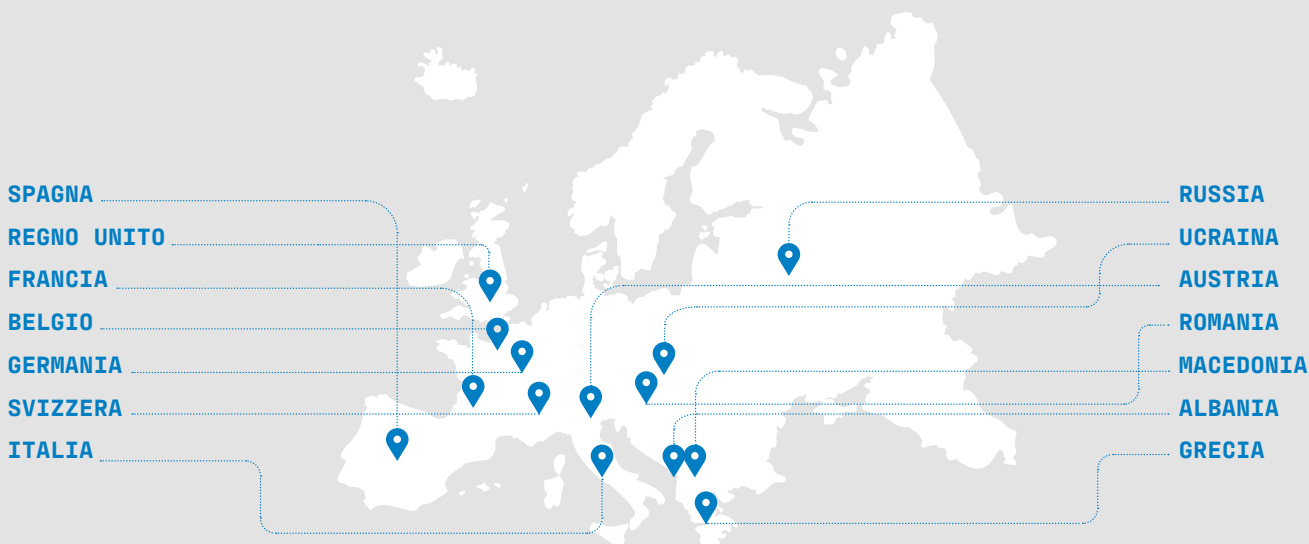 SPAGNA
REGNO UNITO
FRANCIA
BELGIO
GERMANIA
SVIZZERA
ITALIA
RUSSIA
UCRAINA
AUSTRIA
ROMANIA
MACEDONIA
ALBANIA
GRECIA